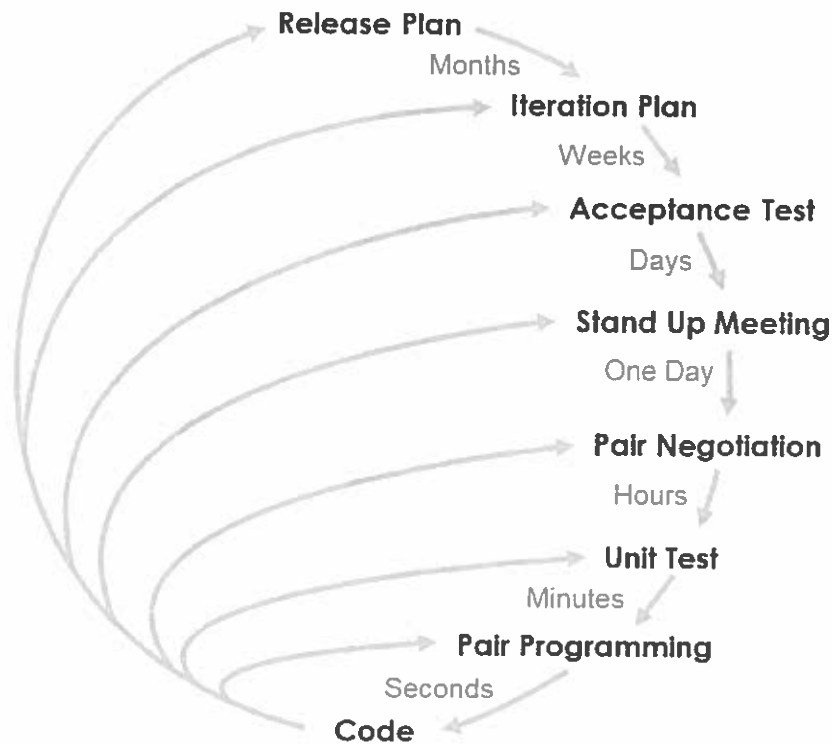 Release Plan
Months
Iteration Plan
Weeks
Acceptance Test
Days
Stand Up Meeting
One Day
Pair Negotiation
Hours
Unit Test
Minutes
Pair Programming
Seconds
Code